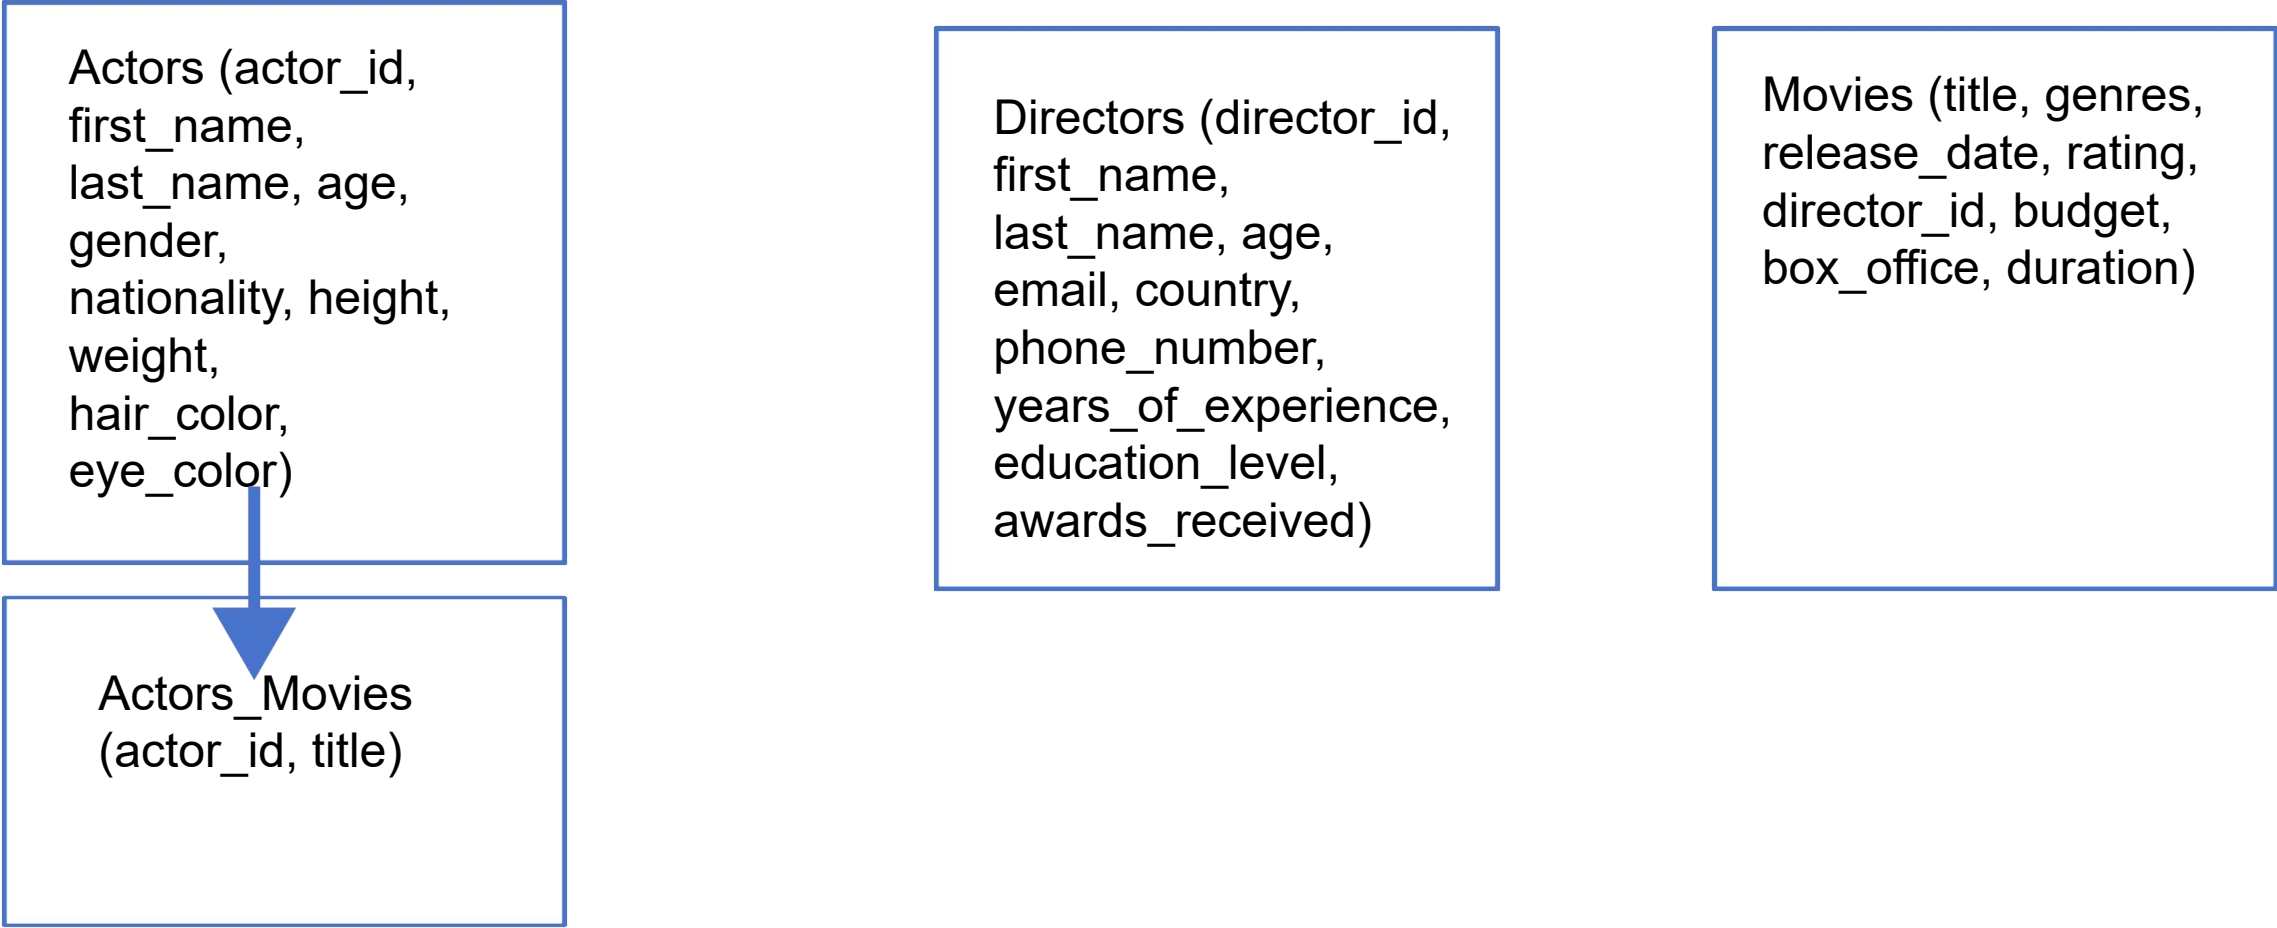 Actors (actor_id,
first_name,
last_name, age,
gender,
nationality, height,
weight,
hair_color,
eye_color)
Directors (director_id,
first_name,
last_name, age,
email, country,
phone_number,
years_of_experience,
education_level,
awards_received)
Movies (title, genres,
release_date, rating,
director_id, budget,
box_office, duration)
Actors_Movies
(actor_id, title)